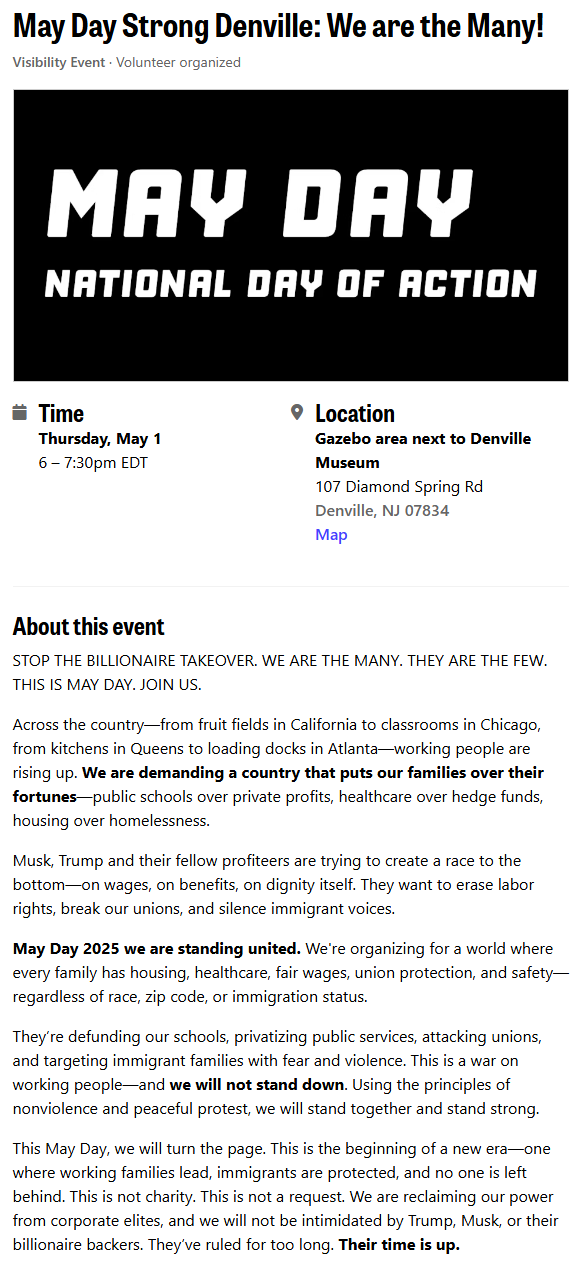 May Day Strong Denville: We are the Many!
Visibility Event · Volunteer organized
MAY DAY
NATIONAL DAY OF ACTION
Time
Thursday, May 1
6 – 7:30pm EDT
Location
Gazebo area next to Denville
Museum
107 Diamond Spring Rd
Denville, NJ 07834
Map
About this event
STOP THE BILLIONAIRE TAKEOVER. WE ARE THE MANY. THEY ARE THE FEW.
THIS IS MAY DAY. JOIN US.
Across the country—from fruit fields in California to classrooms in Chicago,
from kitchens in Queens to loading docks in Atlanta—working people are
rising up. We are demanding a country that puts our families over their
fortunes—public schools over private profits, healthcare over hedge funds,
housing over homelessness.
Musk, Trump and their fellow profiteers are trying to create a race to the
bottom—on wages, on benefits, on dignity itself. They want to erase labor
rights, break our unions, and silence immigrant voices.
May Day 2025 we are standing united. We're organizing for a world where
every family has housing, healthcare, fair wages, union protection, and safety—
regardless of race, zip code, or immigration status.
They're defunding our schools, privatizing public services, attacking unions,
and targeting immigrant families with fear and violence. This is a war on
working people—and we will not stand down. Using the principles of
nonviolence and peaceful protest, we will stand together and stand strong.
This May Day, we will turn the page. This is the beginning of a new era—one
where working families lead, immigrants are protected, and no one is left
behind. This is not charity. This is not a request. We are reclaiming our power
from corporate elites, and we will not be intimidated by Trump, Musk, or their
billionaire backers. They've ruled for too long. Their time is up.